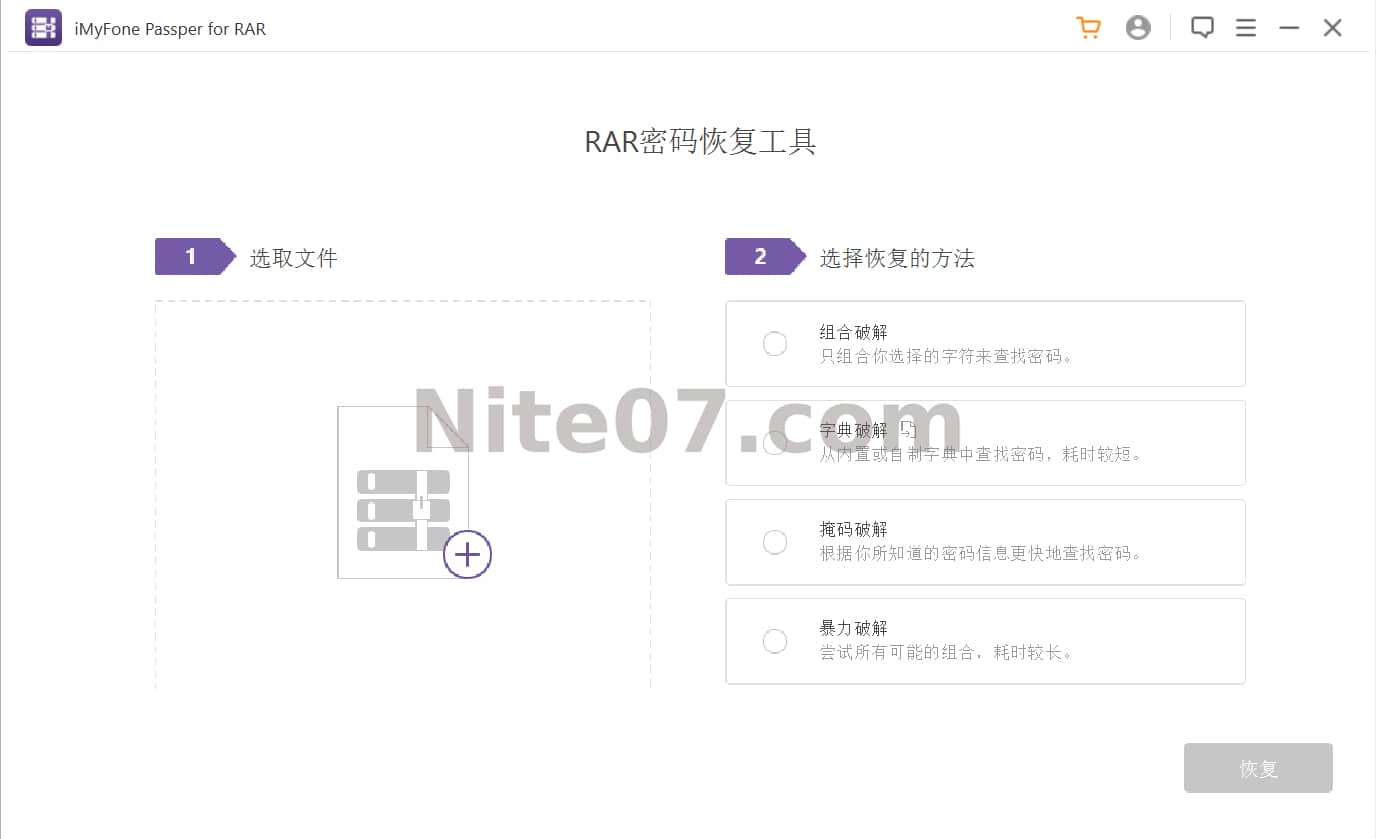 iMyFone Passper for RAR
RAR密码恢复工具
1 选取文件
2 选择恢复的方法
组合破解
只组合你选择的字符来查找密码。
Nite07.com
字典破解
从内置或自制字典中查找密码，耗时较短。
掩码破解
根据你所知道的密码信息更快地查找密码。
暴力破解
尝试所有可能的组合，耗时较长。
恢复